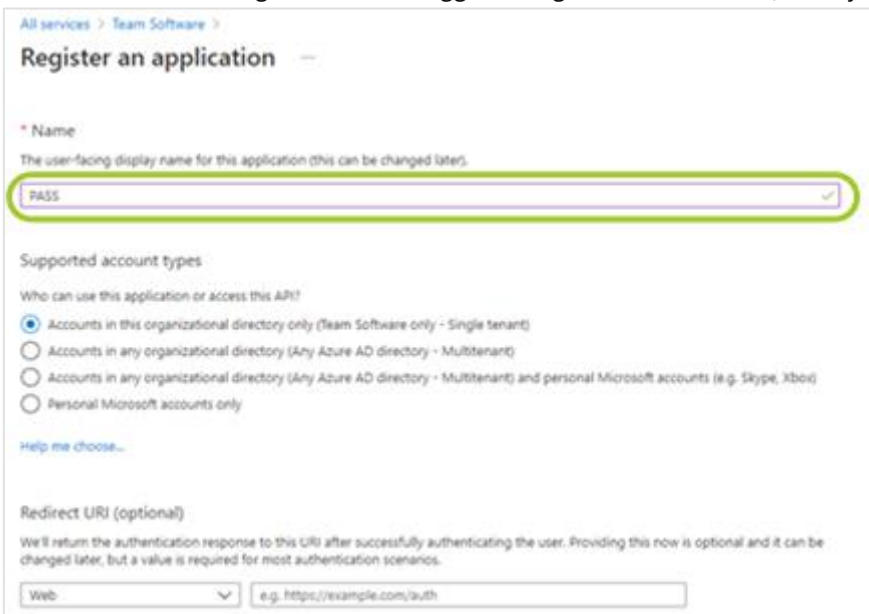 All services > Team Software >
Register an application
* Name
The user-facing display name for this application (this can be changed later).
PASS
Supported account types
Who can use this application or access this API?
Accounts in this organizational directory only (Team Software only - Single tenant)
Accounts in any organizational directory (Any Azure AD directory - Multitenant)
Accounts in any organizational directory (Any Azure AD directory - Multitenant) and personal Microsoft accounts (e.g. Skype, Xbox)
Personal Microsoft accounts only
Help me choose...
Redirect URI (optional)
We'll return the authentication response to this URI after successfully authenticating the user. Providing this now is optional and it can be
changed later, but a value is required for most authentication scenarios.
Web e.g. https://example.com/auth